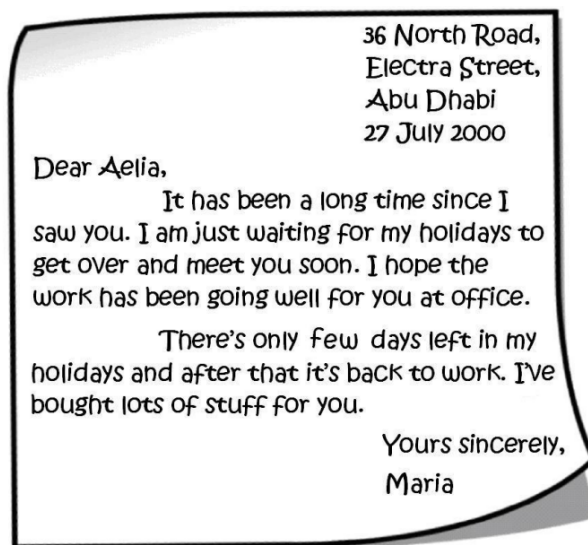 36 North Road,
Electra Street,
Abu Dhabi
27 July 2000
Dear Aelia,
It has been a long time since I
saw you. I am just waiting for my holidays to
get over and meet you soon. I hope the
work has been going well for you at office.
There's only few days left in my
holidays and after that it's back to work. I've
bought lots of stuff for you.
Yours sincerely,
Maria